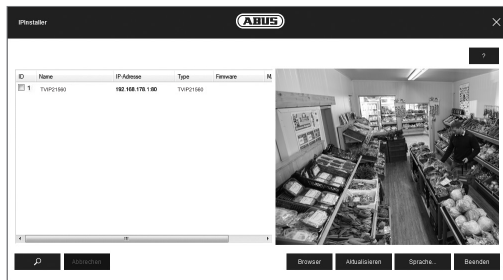 IPInstaller
ABUS
?
ID Name IP-Adresse Type Firmware M
1 TVIP21560 192.168.178.1:80 TVIP21560
Abbrechen
Browser Aktualisieren Sprache... Beenden